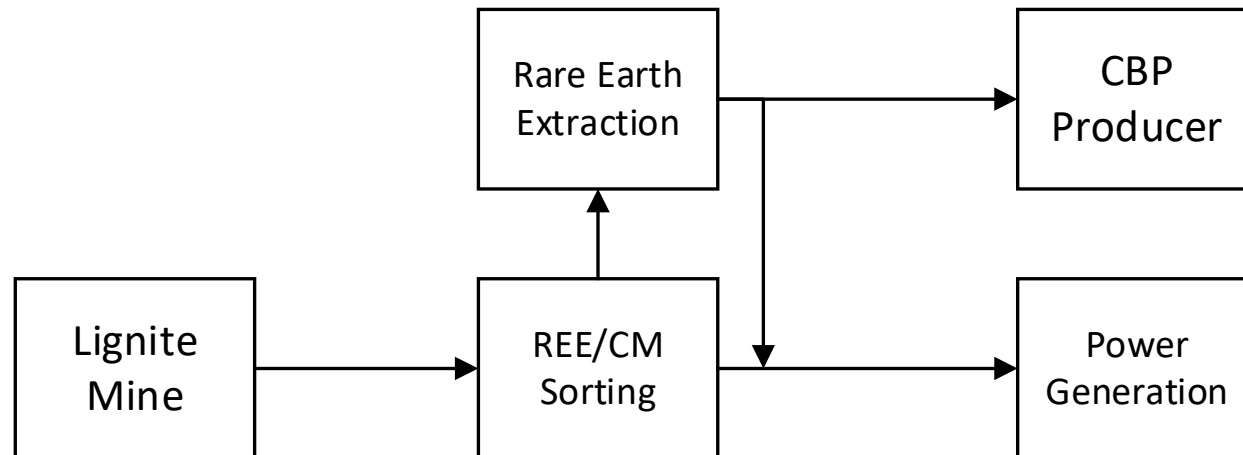 Rare Earth
Extraction
CBP
Producer
Lignite
Mine
REE/CM
Sorting
Power
Generation